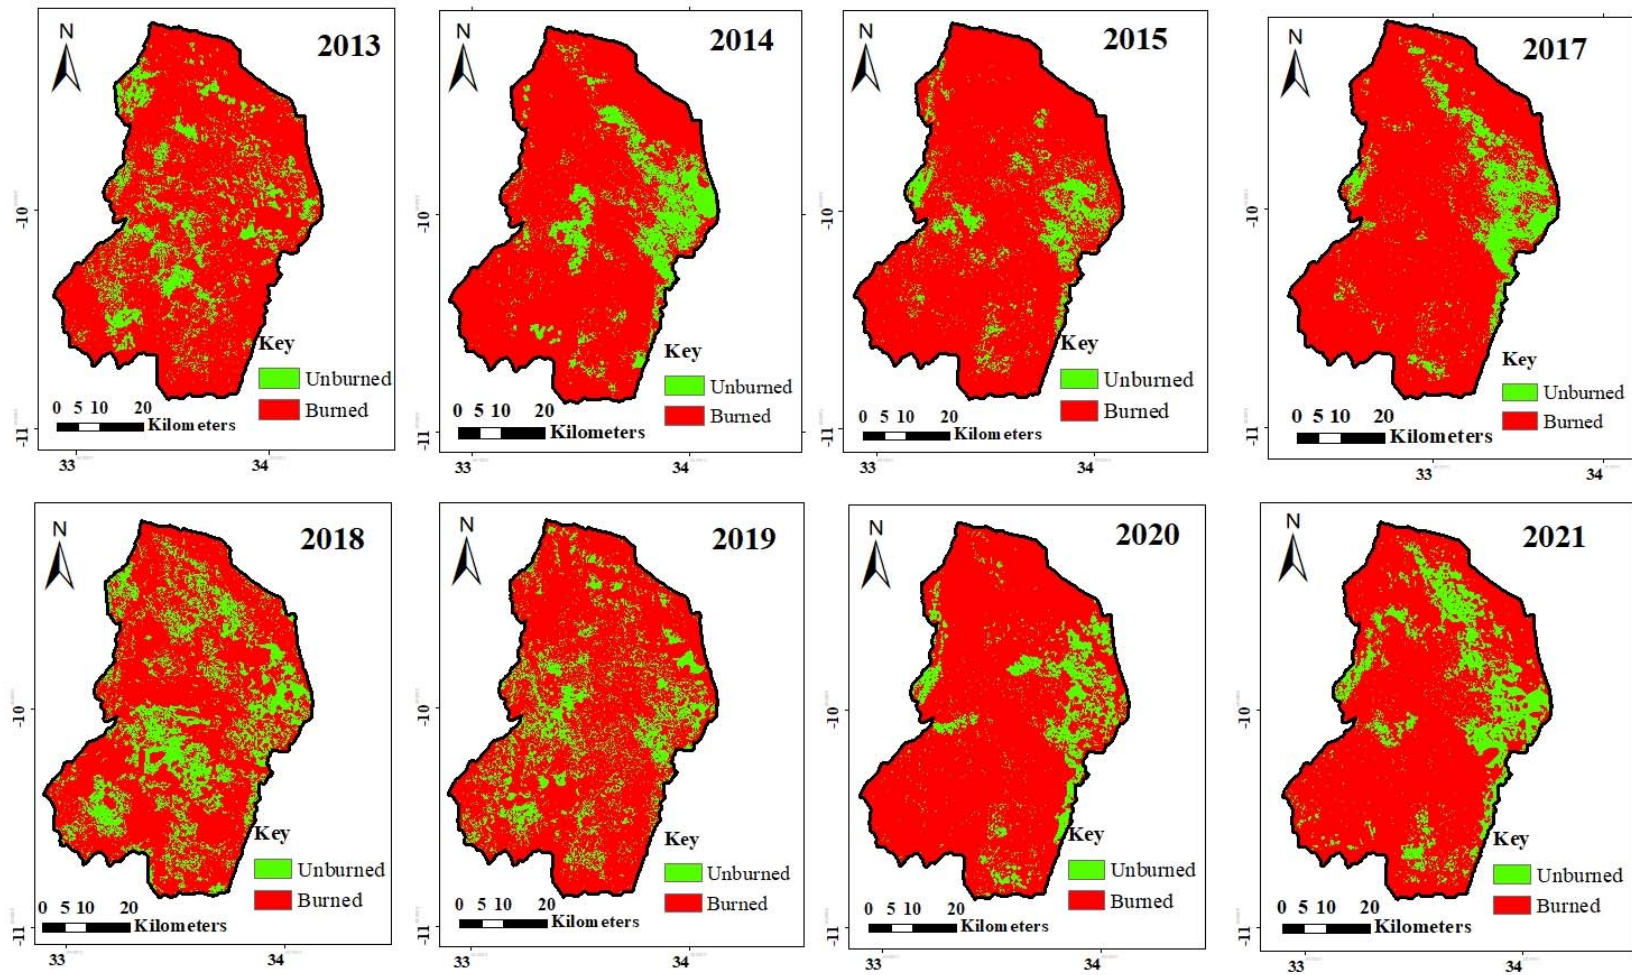 N
2013
-10
-11
Key
Unburned
Burned
0 5 10 20
Kilometers
33 34
N
2014
-10
-11
Key
Unburned
Burned
0 5 10 20
Kilometers
33 34
N
2015
-10
-11
Key
Unburned
Burned
0 5 10 20
Kilometers
33 34
N
2017
-10
-11
Key
Unburned
Burned
0 5 10 20
Kilometers
33 34
N
2018
-10
-11
Key
Unburned
Burned
0 5 10 20
Kilometers
33 34
N
2019
-10
-11
Key
Unburned
Burned
0 5 10 20
Kilometers
33 34
N
2020
-10
-11
Key
Unburned
Burned
0 5 10 20
Kilometers
33 34
N
2021
-10
-11
Key
Unburned
Burned
0 5 10 20
Kilometers
33 34